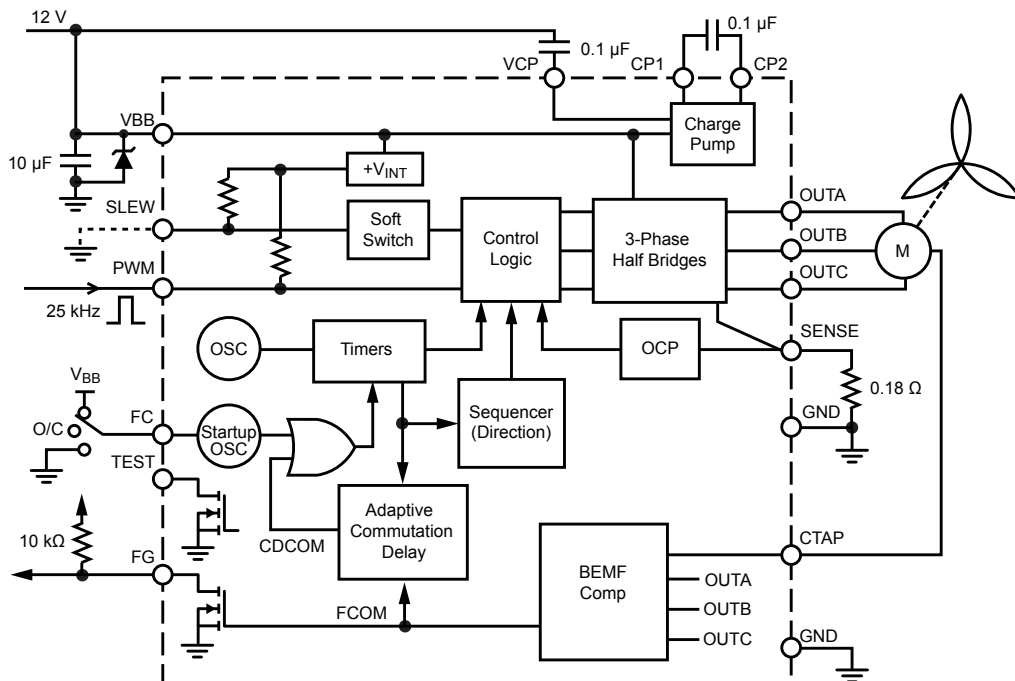 12 V
0.1 µF
0.1 µF
VCP
CP1
CP2
VBB
10 µF
+VINT
Charge
Pump
SLEW
Soft
Switch
Control
Logic
3-Phase
Half Bridges
OUTA
OUTB
OUTC
M
PWM
25 kHz
OSC
Timers
OCP
SENSE
0.18 Ω
VBB
O/C
FC
Startup
OSC
Sequencer
(Direction)
GND
TEST
Adaptive
Commutation
Delay
CDCOM
10 kΩ
FG
FCOM
BEMF
Comp
OUTA
OUTB
OUTC
CTAP
GND